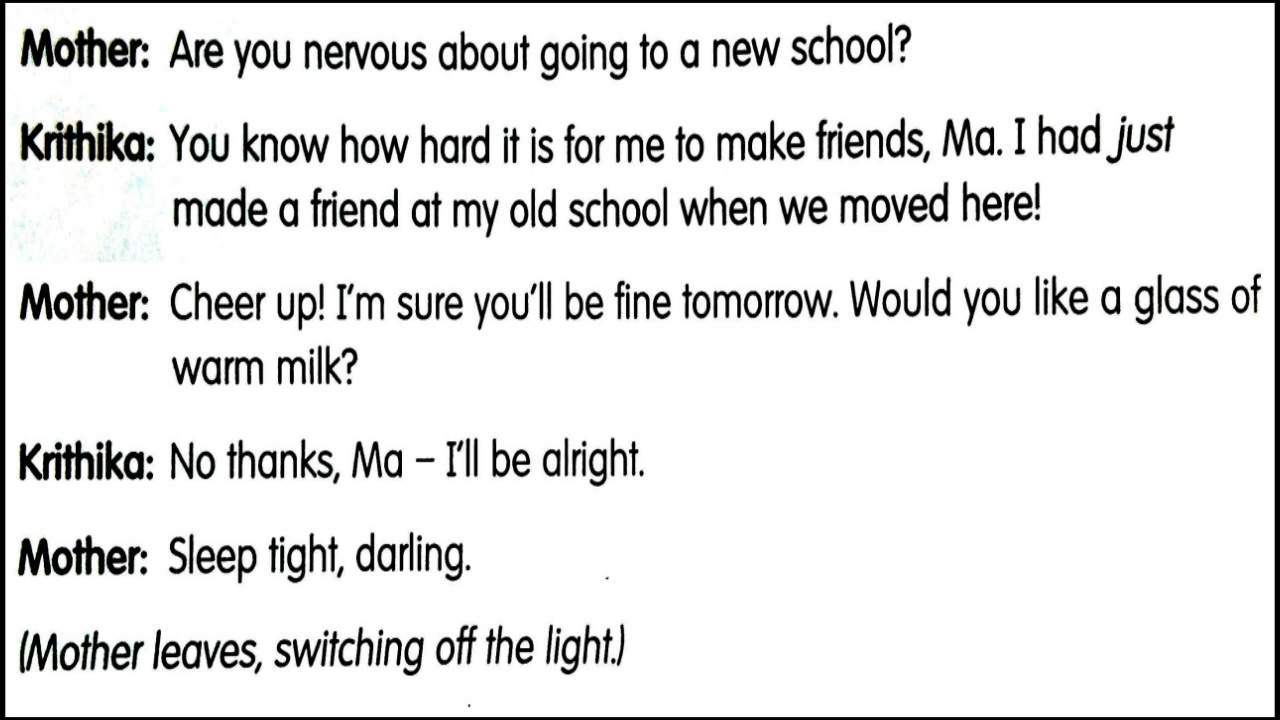 Mother: Are you nervous about going to a new school?
Krithika: You know how hard it is for me to make friends, Ma. I had just
made a friend at my old school when we moved here!
Mother: Cheer up! I'm sure you'll be fine tomorrow. Would you like a glass of
warm milk?
Krithika: No thanks, Ma – I'll be alright.
Mother: Sleep tight, darling.
(Mother leaves, switching off the light.)